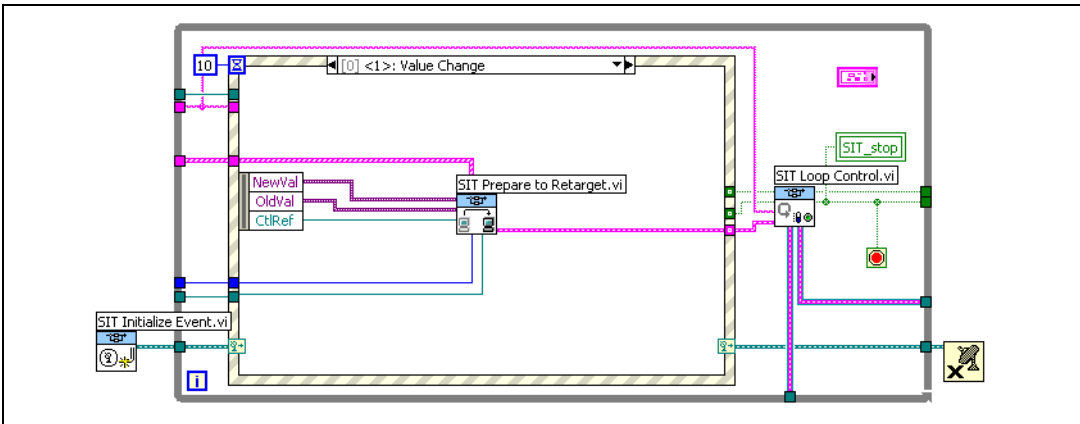 10
[0] <1>: Value Change
SIT_stop
SIT Loop Control.vi
NewVal
OldVal
CtlRef
SIT Prepare to Retarget.vi
SIT Initialize Event.vi
i